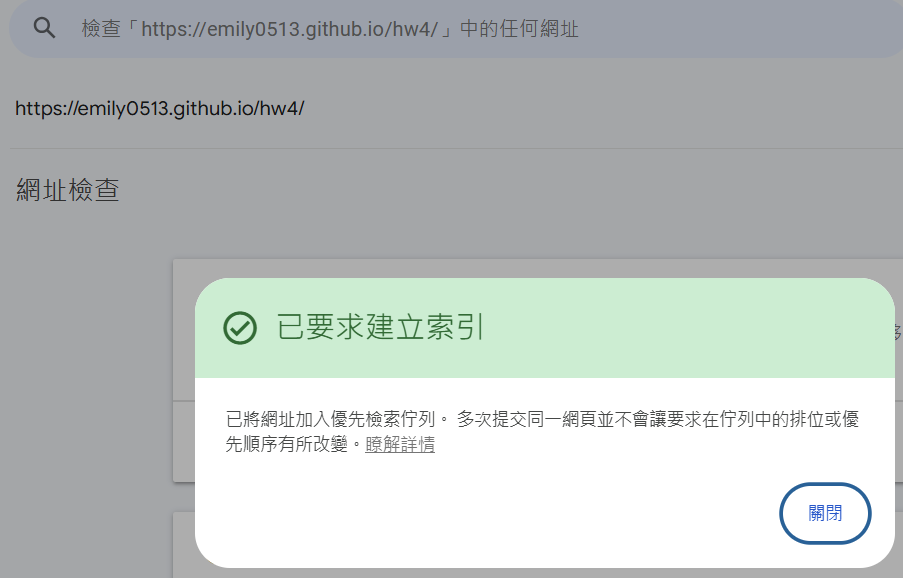 檢查「https://emily0513.github.io/hw4/」中的任何網址
https://emily0513.github.io/hw4/
網址檢查
已要求建立索引
已將網址加入優先檢索佇列。 多次提交同一網頁並不會讓要求在佇列中的排位或優
先順序有所改變。瞭解詳情
關閉